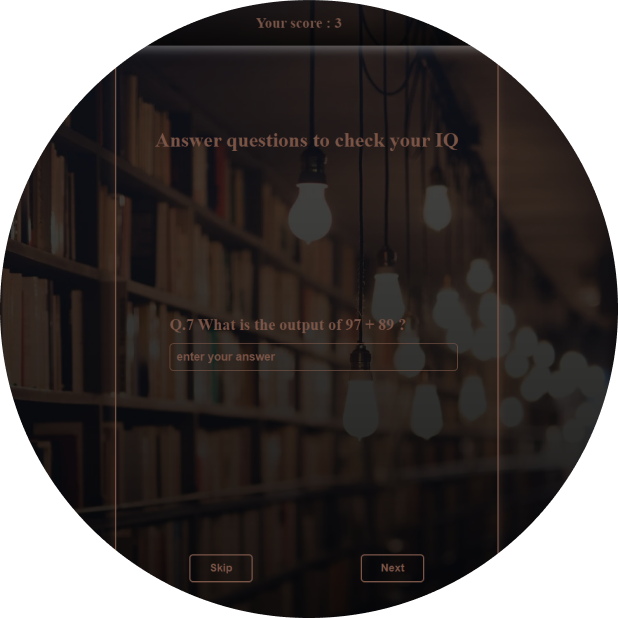 Your score : 3
Answer questions to check your IQ
Q.7 What is the output of 97 + 89 ?
enter your answer
Skip
Next